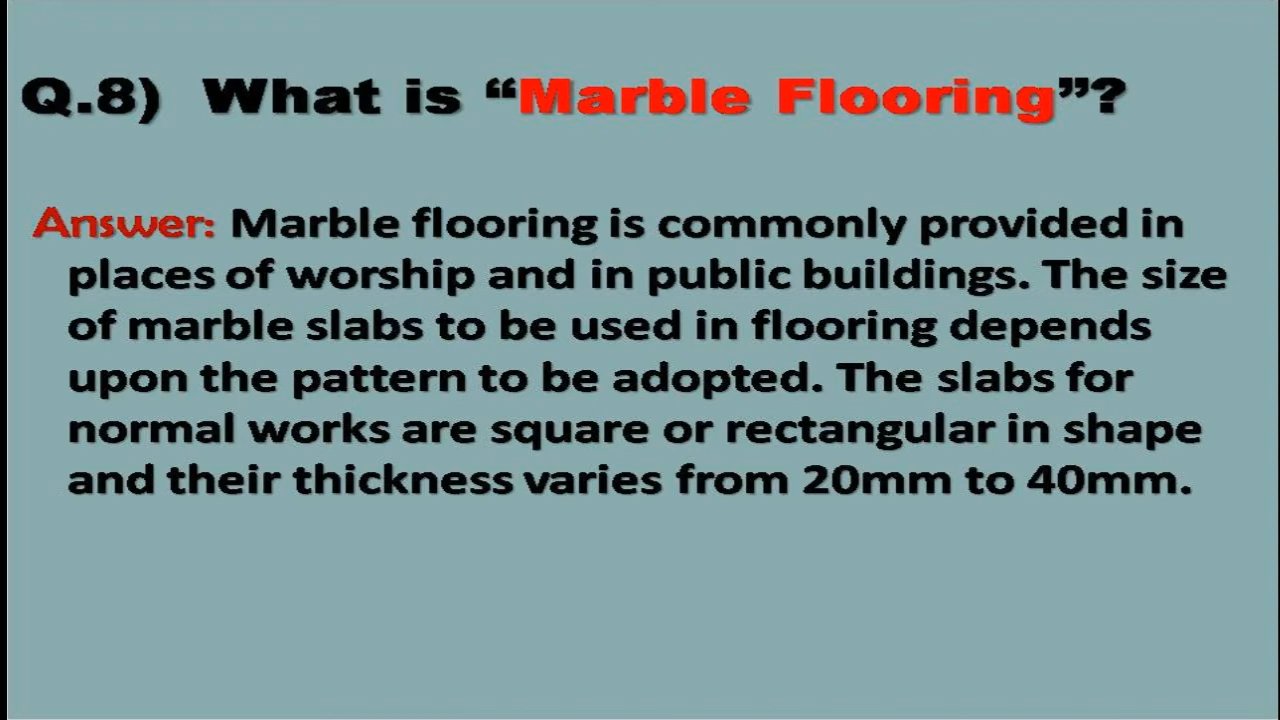 Q.8)  What is “Marble Flooring”?
Answer: Marble flooring is commonly provided in
places of worship and in public buildings. The size
of marble slabs to be used in flooring depends
upon the pattern to be adopted. The slabs for
normal works are square or rectangular in shape
and their thickness varies from 20mm to 40mm.